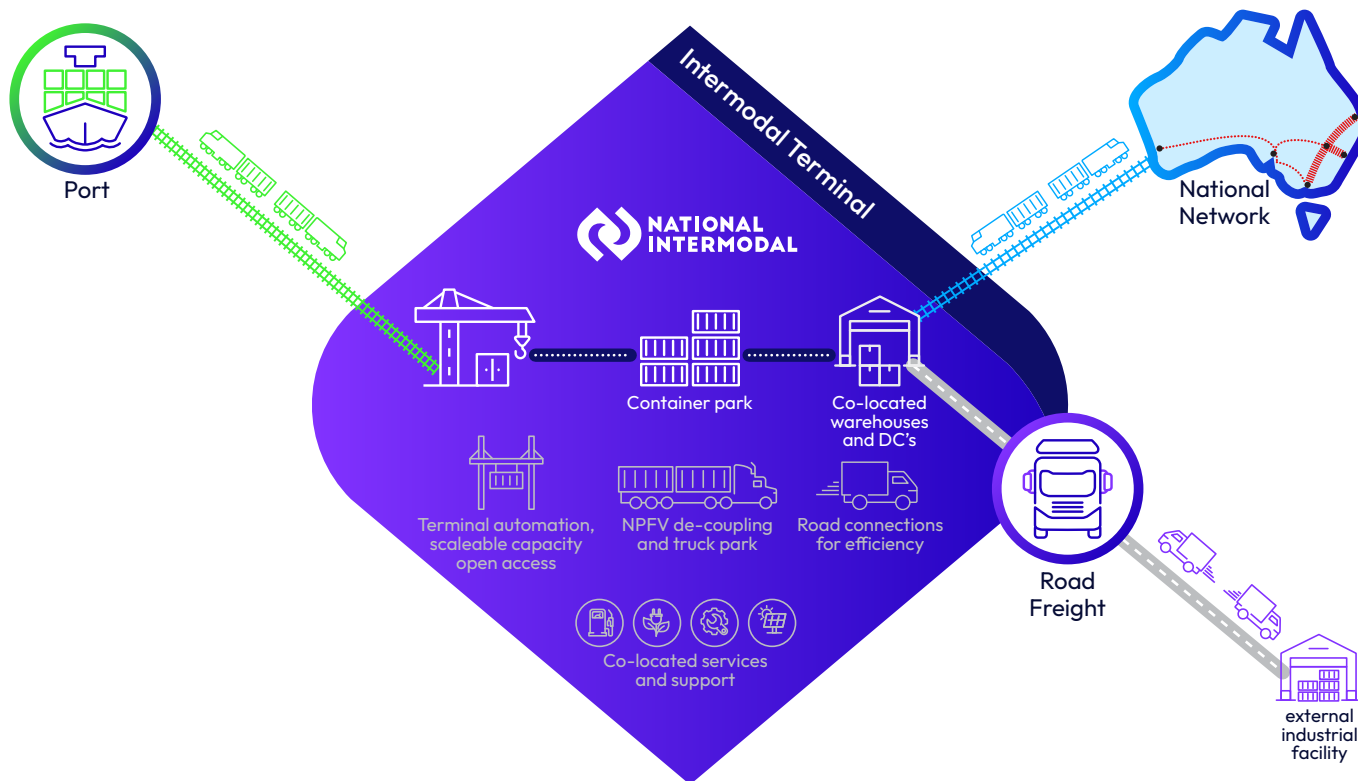 Port
Intermodal Terminal
National
Network
NATIONAL
INTERMODAL
Container park
Co-located
warehouses
and DC's
Terminal automation,
scaleable capacity
open access
NPFV de-coupling
and truck park
Road connections
for efficiency
Road
Freight
Co-located services
and support
external
industrial
facility